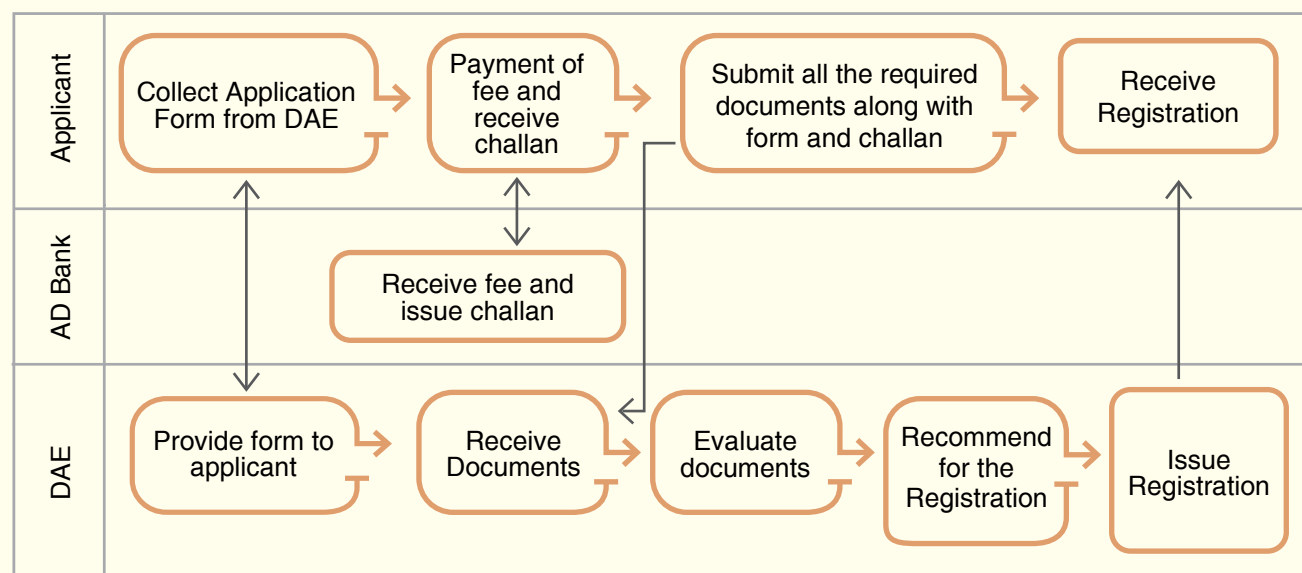 Applicant
Collect Application
Form from DAE
Payment of
fee and
receive
challan
Submit all the required
documents along with
form and challan
Receive
Registration
AD Bank
Receive fee and
issue challan
DAE
Provide form to
applicant
Receive
Documents
Evaluate
documents
Recommend
for the
Registration
Issue
Registration